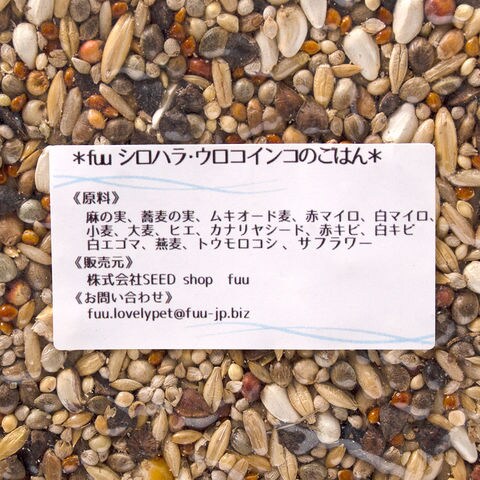 *fuu シロハラ・ウロコインコのごはん*
《原料》
麻の実、蕎麦の実、ムキオード麦、赤マイロ、白マイロ、
小麦、大麦、ヒエ、カナリヤシード、赤キビ、白キビ
白エゴマ、燕麦、トウモロコシ、サフラワー
《販売元》
株式会社SEED shop fuu
《お問い合わせ》
fuu.lovelypet@fuu-jp.biz